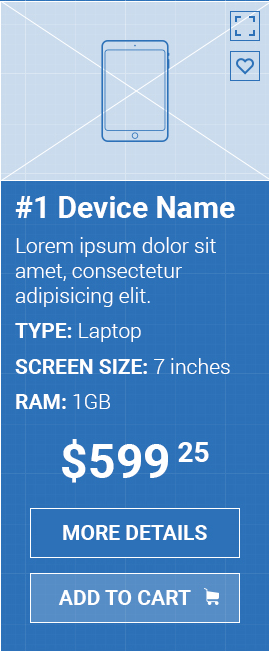 #1 Device Name
Lorem ipsum dolor sit
amet, consectetur
adipisicing elit.
TYPE: Laptop
SCREEN SIZE: 7 inches
RAM: 1GB
$599 25
MORE DETAILS
ADD TO CART